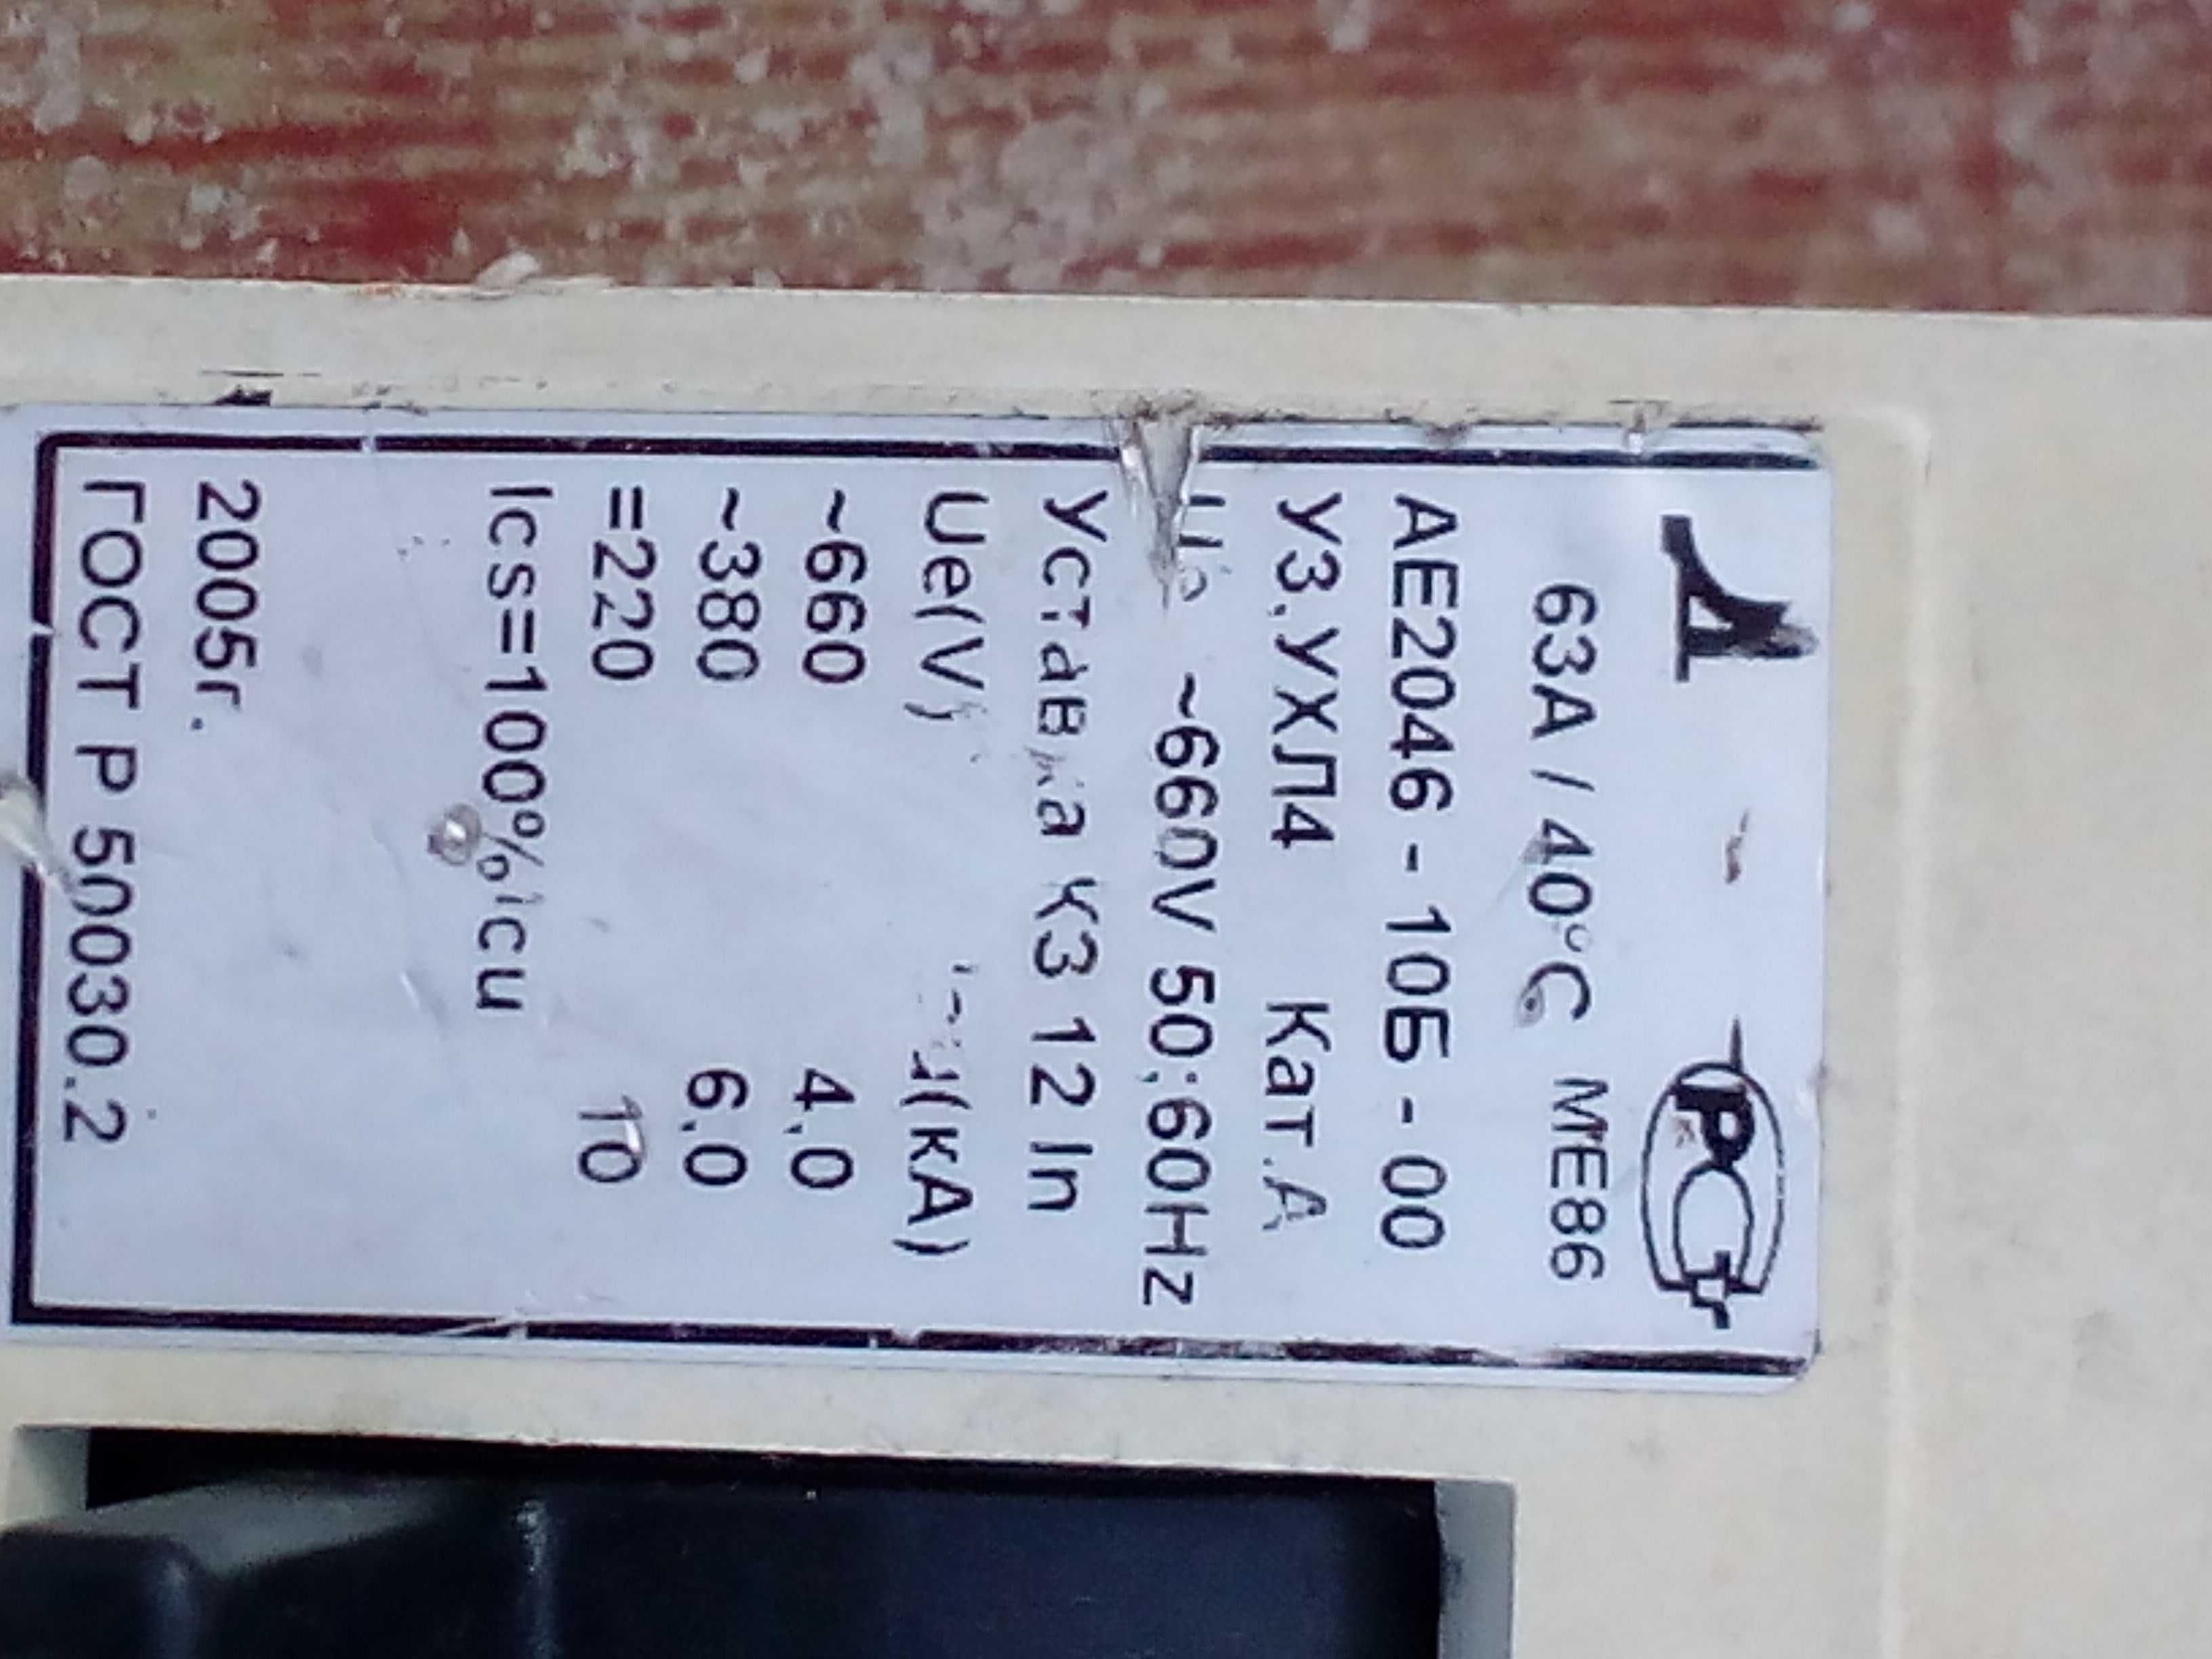 РСТ
63А / 40°С МЕ86
АЕ2046 - 10Б - 00
У3,УХЛ4 Кат.А
~660V 50;60Hz
Уставка КЗ 12 In
Ue(V) (кА)
~660 4,0
~380 6,0
=220 10
Ics=100%Icu
2005г.
ГОСТ Р 50030.2